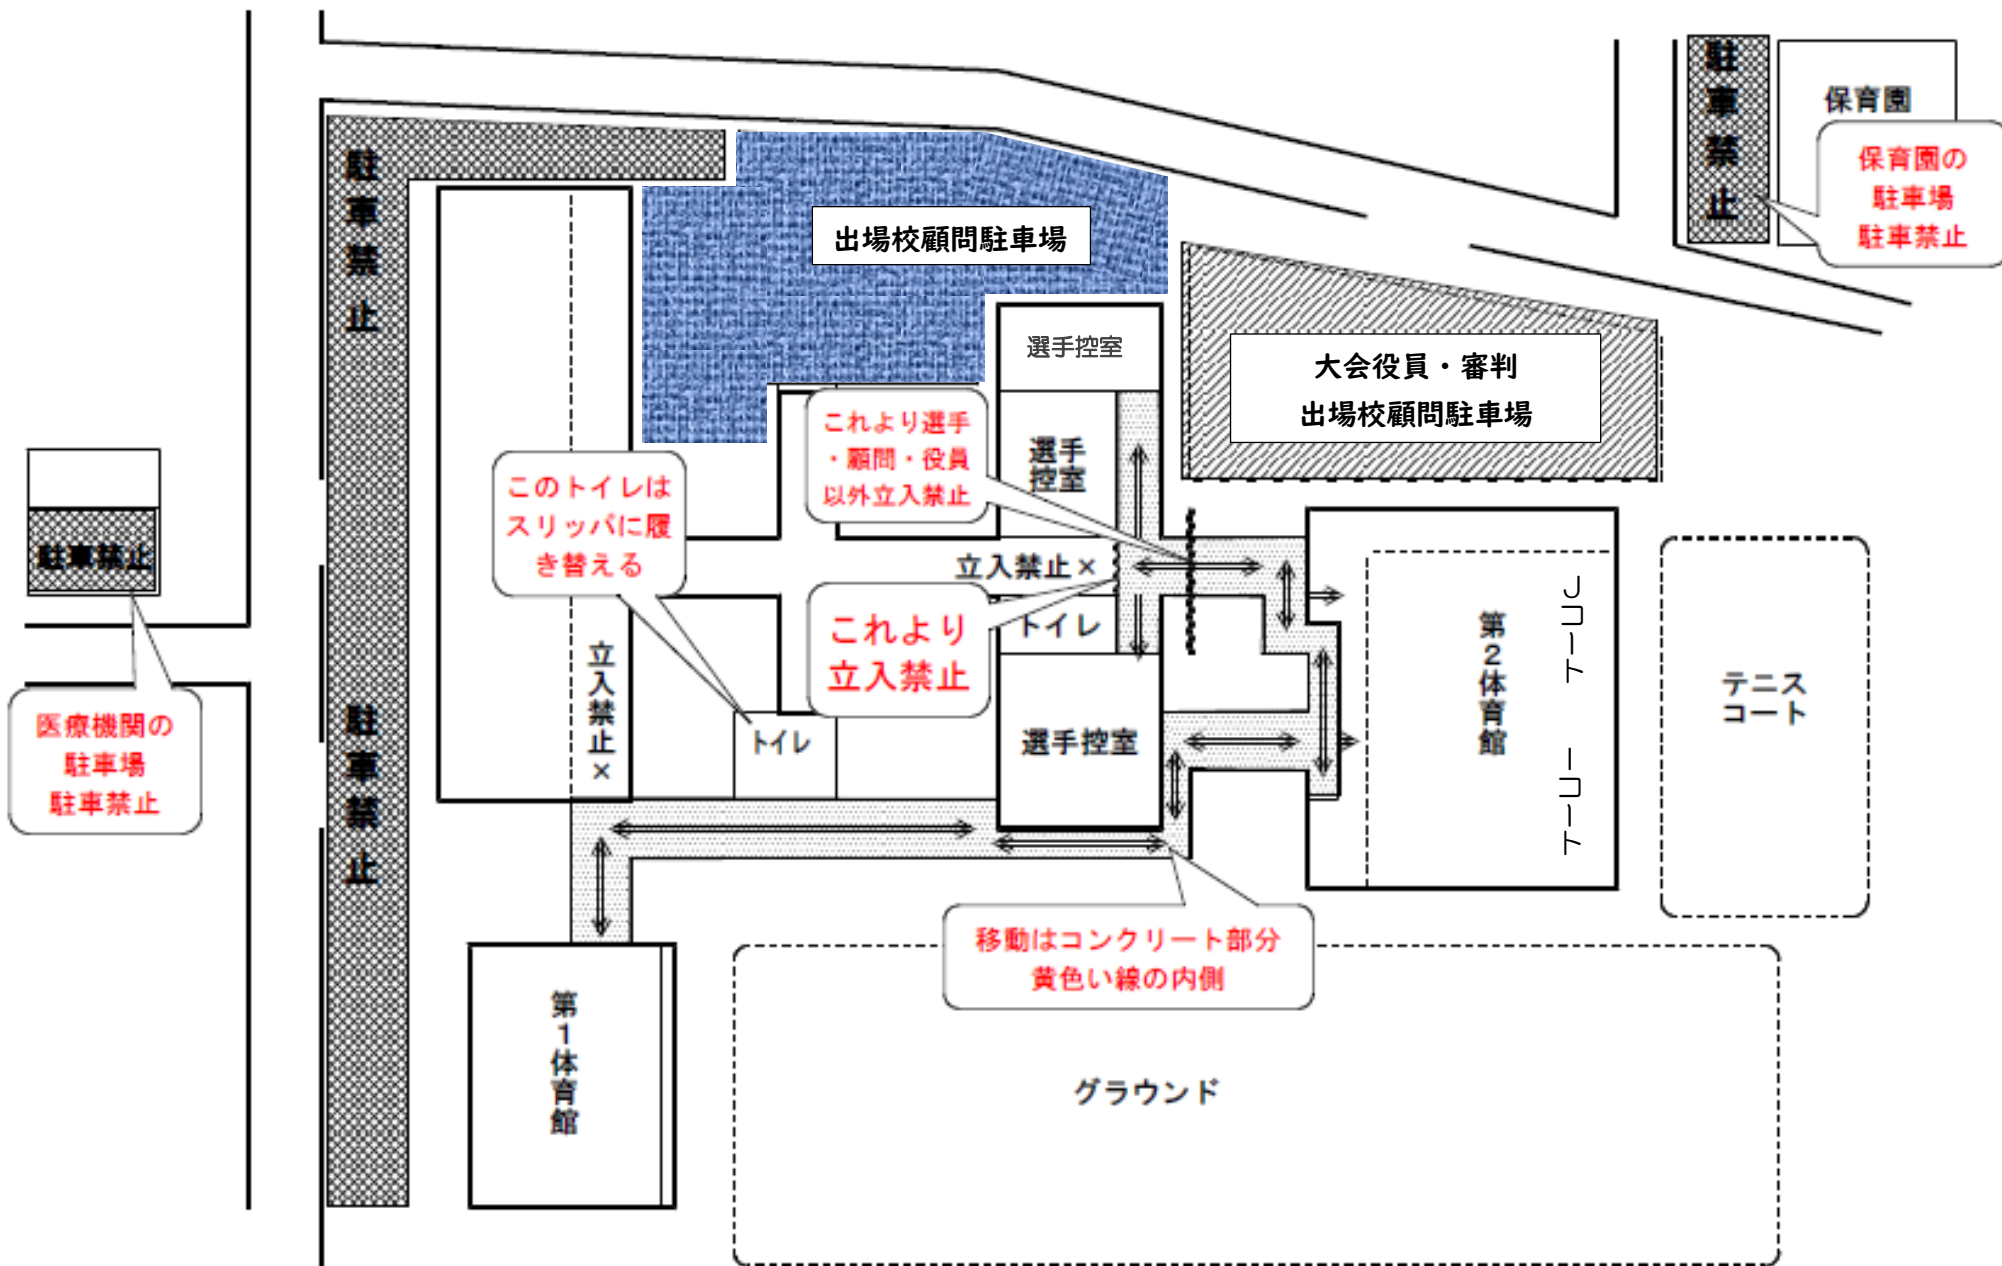 駐車禁止
保育園
保育園の
駐車場
駐車禁止
駐車禁止
出場校顧問駐車場
選手控室
大会役員・審判
出場校顧問駐車場
これより選手
・顧問・役員
以外立入禁止
選手
控室
このトイレは
スリッパに履
き替える
駐車禁止
立入禁止×
これより
立入禁止
トイレ
立入禁止×
第2体育館
テニス
コート
医療機関の
駐車場
駐車禁止
駐車禁止
トイレ
選手控室
移動はコンクリート部分
黄色い線の内側
第1体育館
グラウンド